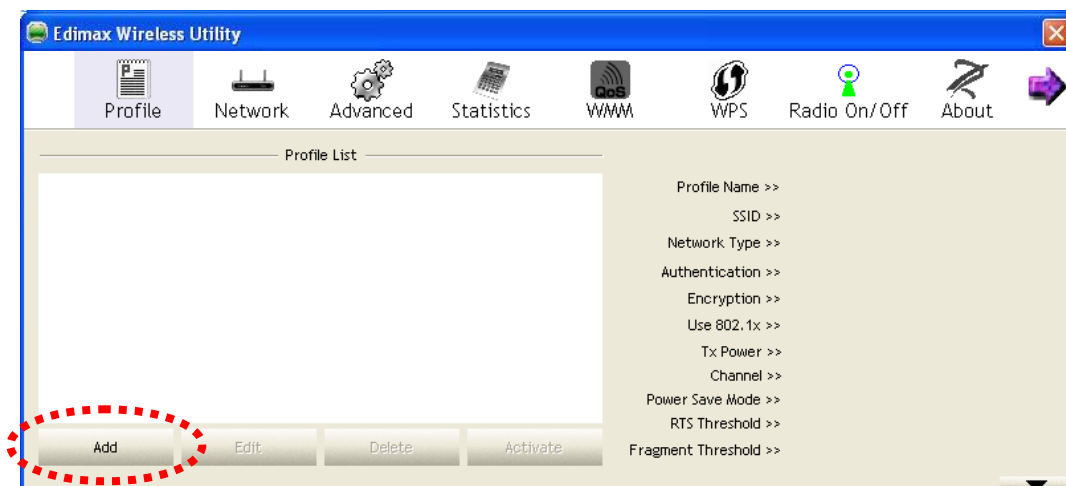 Edimax Wireless Utility
Profile Network Advanced Statistics QoS WMM WPS Radio On/Off About
Profile List
Profile Name >>
SSID >>
Network Type >>
Authentication >>
Encryption >>
Use 802.1x >>
Tx Power >>
Channel >>
Power Save Mode >>
RTS Threshold >>
Fragment Threshold >>
Add Edit Delete Activate